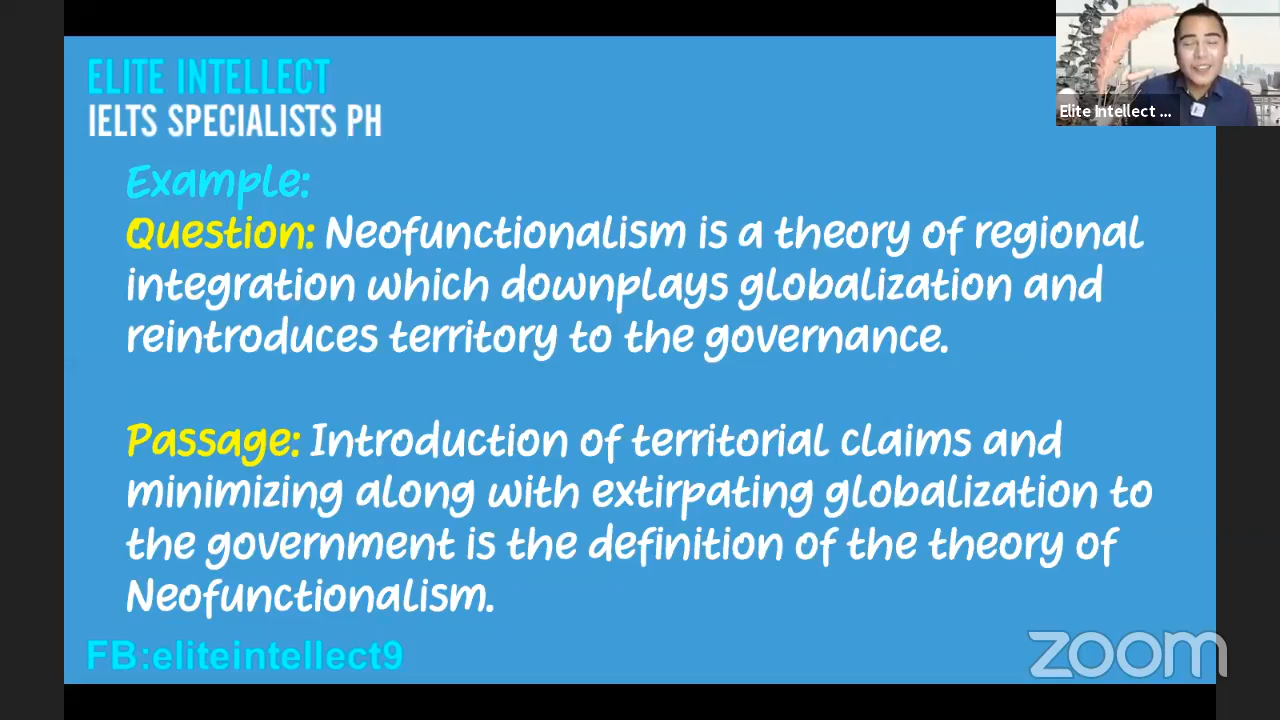 ELITE INTELLECT
IELTS SPECIALISTS PH
Elite Intellect ...
Example:
Question: Neofunctionalism is a theory of regional
integration which downplays globalization and
reintroduces territory to the governance.
Passage: Introduction of territorial claims and
minimizing along with extirpating globalization to
the government is the definition of the theory of
Neofunctionalism.
FB:eliteintellect9
zoom